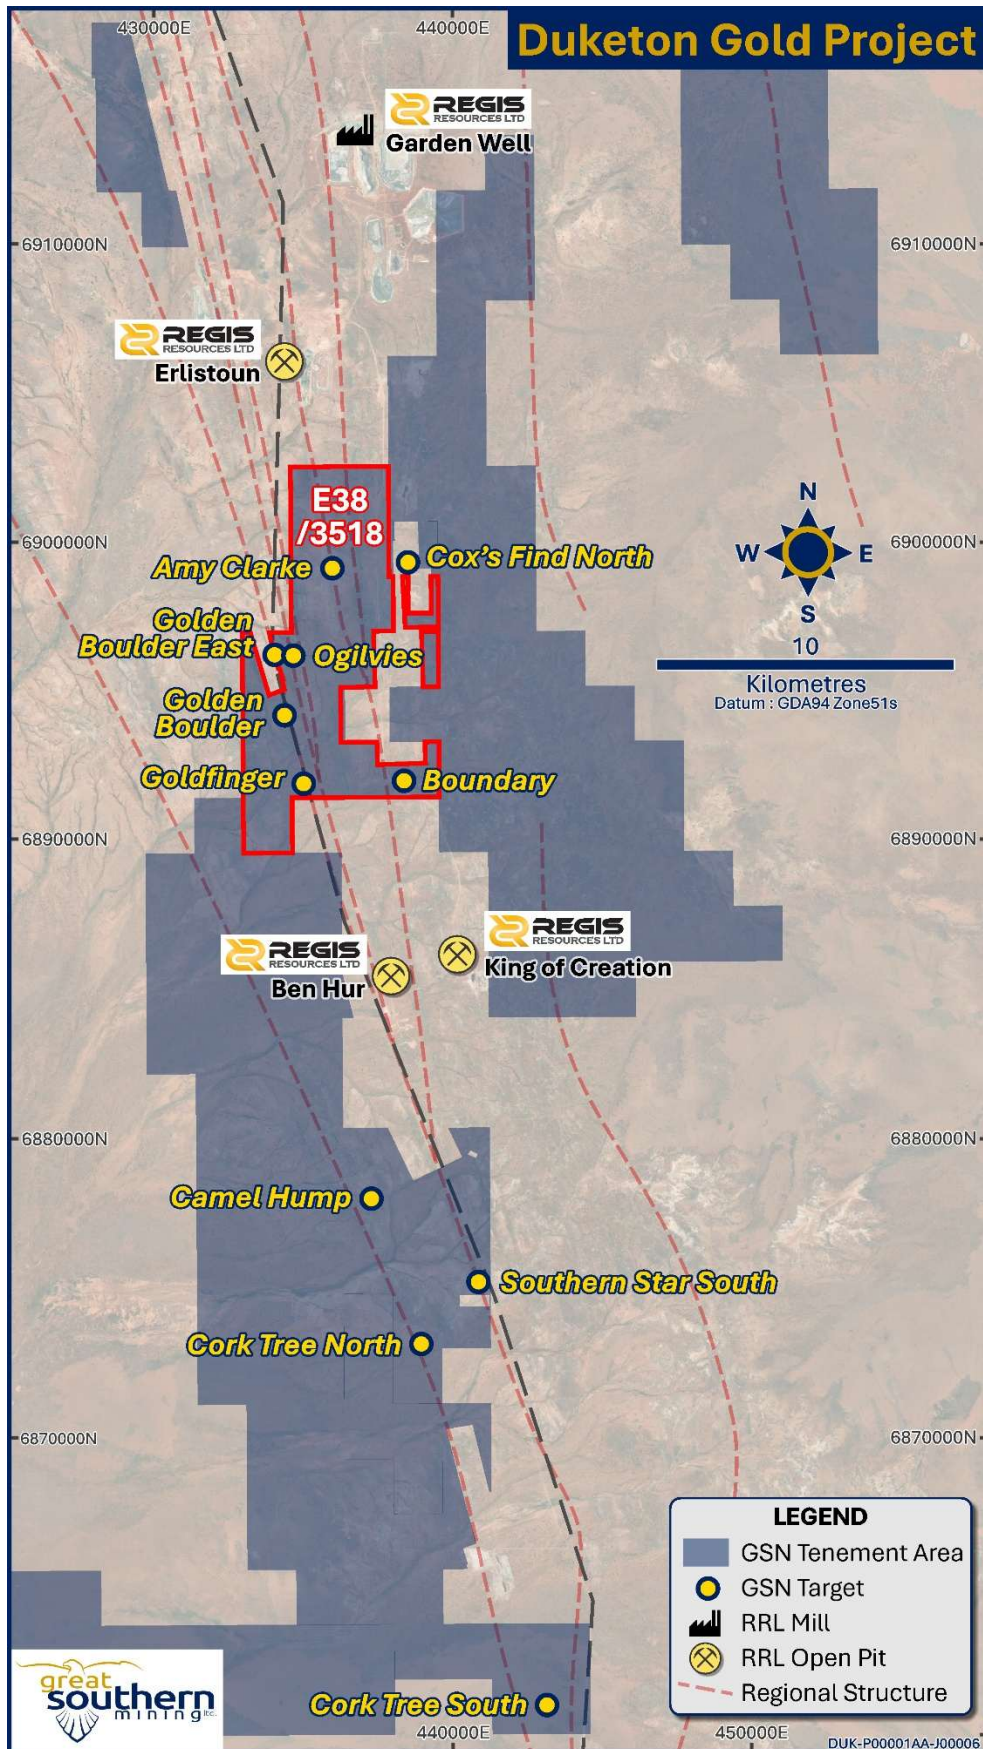 430000E
440000E
Duketon Gold Project
REGIS
RESOURCES LTD
Garden Well
6910000N
6910000N
REGIS
RESOURCES LTD
Erlistoun
E38
/3518
N
W
E
S
6900000N
6900000N
Amy Clarke
Cox's Find North
Golden
Boulder East
Ogilvies
10
Kilometres
Datum : GDA94 Zone51s
Golden
Boulder
Goldfinger
Boundary
6890000N
6890000N
REGIS
RESOURCES LTD
King of Creation
REGIS
RESOURCES LTD
Ben Hur
6880000N
6880000N
Camel Hump
Southern Star South
Cork Tree North
6870000N
6870000N
LEGEND
GSN Tenement Area
GSN Target
RRL Mill
RRL Open Pit
Regional Structure
great
southern
mining ltd.
Cork Tree South
440000E
450000E
DUK-P00001AA-J00006